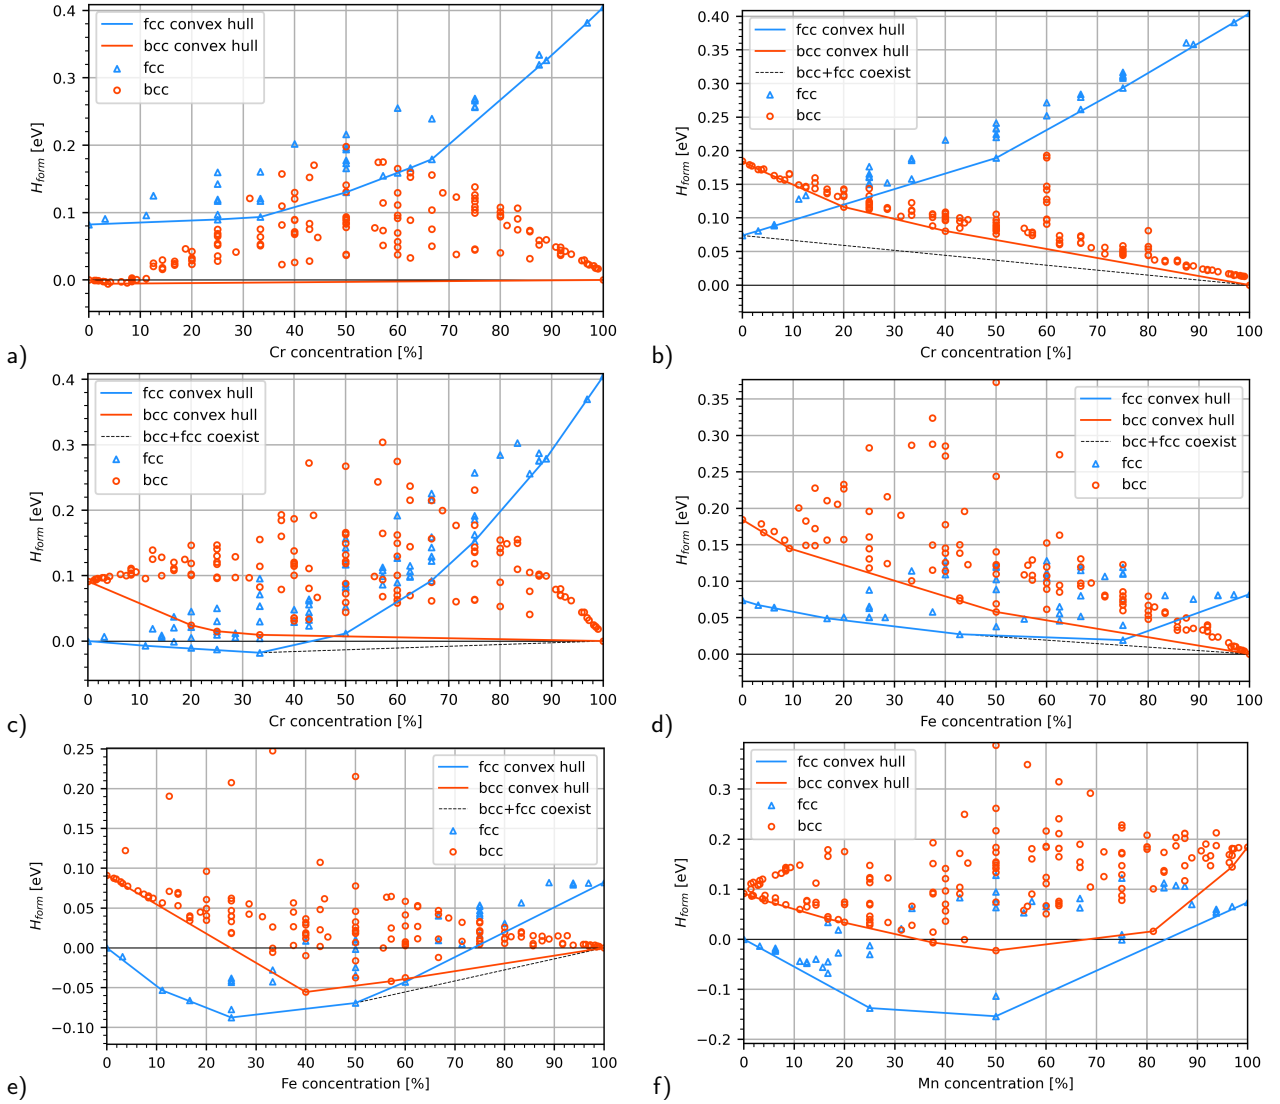 fcc convex hull
bcc convex hull
fcc
bcc
0.4
0.3
0.2
0.1
0.0
H_form [eV]
0 10 20 30 40 50 60 70 80 90 100
Cr concentration [%]
a)
fcc convex hull
bcc convex hull
bcc+fcc coexist
fcc
bcc
0.40
0.35
0.30
0.25
0.20
0.15
0.10
0.05
0.00
H_form [eV]
0 10 20 30 40 50 60 70 80 90 100
Cr concentration [%]
b)
fcc convex hull
bcc convex hull
bcc+fcc coexist
fcc
bcc
0.4
0.3
0.2
0.1
0.0
H_form [eV]
0 10 20 30 40 50 60 70 80 90 100
Cr concentration [%]
c)
fcc convex hull
bcc convex hull
bcc+fcc coexist
fcc
bcc
0.35
0.30
0.25
0.20
0.15
0.10
0.05
0.00
H_form [eV]
0 10 20 30 40 50 60 70 80 90 100
Fe concentration [%]
d)
fcc convex hull
bcc convex hull
bcc+fcc coexist
fcc
bcc
0.25
0.20
0.15
0.10
0.05
0.00
−0.05
−0.10
H_form [eV]
0 10 20 30 40 50 60 70 80 90 100
Fe concentration [%]
e)
fcc convex hull
bcc convex hull
fcc
bcc
0.3
0.2
0.1
0.0
−0.1
−0.2
H_form [eV]
0 10 20 30 40 50 60 70 80 90 100
Mn concentration [%]
f)